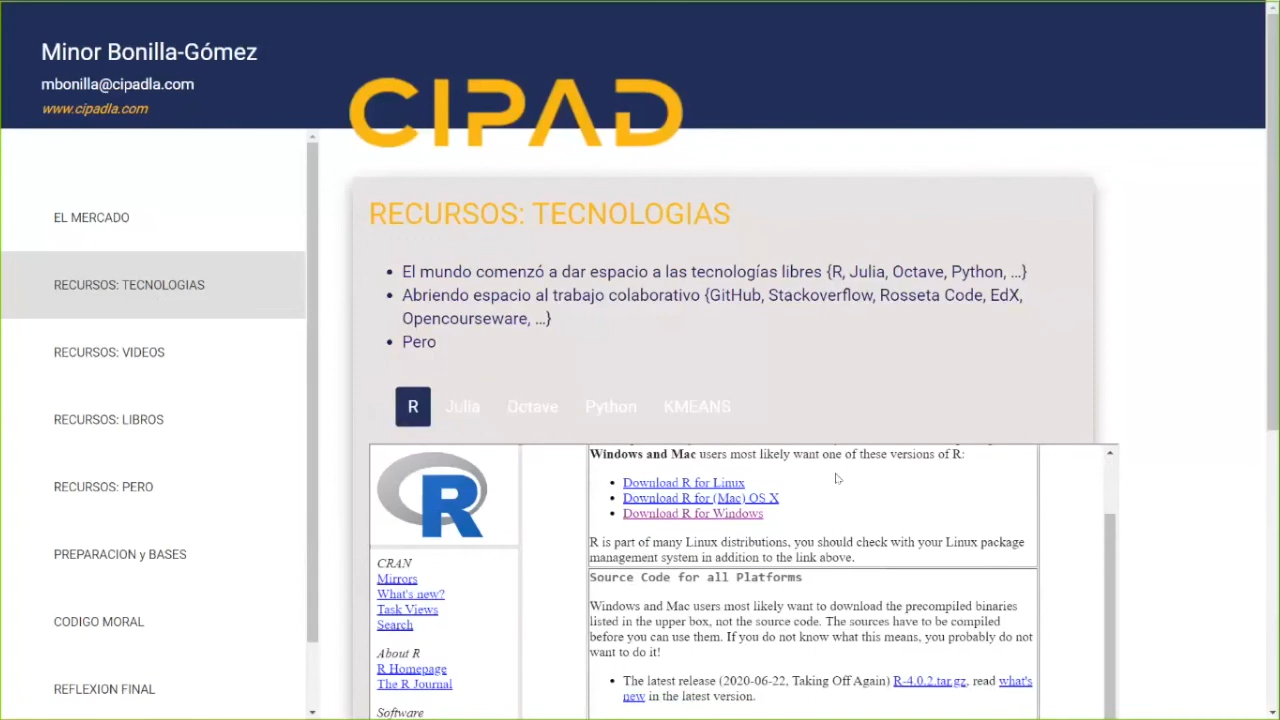 Minor Bonilla-Gómez
mbonilla@cipadla.com
www.cipadla.com
CIPAD
EL MERCADO
RECURSOS: TECNOLOGIAS
RECURSOS: VIDEOS
RECURSOS: LIBROS
RECURSOS: PERO
PREPARACION y BASES
CODIGO MORAL
REFLEXION FINAL
RECURSOS: TECNOLOGIAS
• El mundo comenzó a dar espacio a las tecnologías libres {R, Julia, Octave, Python, ...}
• Abriendo espacio al trabajo colaborativo {GitHub, Stackoverflow, Rosseta Code, EdX,
Opencourseware, ...}
• Pero
R Julia Octave Python KMEANS
R
CRAN
Mirrors
What's new?
Task Views
Search
About R
R Homepage
The R Journal
Software
Windows and Mac users most likely want one of these versions of R:
• Download R for Linux
• Download R for (Mac) OS X
• Download R for Windows
R is part of many Linux distributions, you should check with your Linux package
management system in addition to the link above.
Source Code for all Platforms
Windows and Mac users most likely want to download the precompiled binaries
listed in the upper box, not the source code. The sources have to be compiled
before you can use them. If you do not know what this means, you probably do not
want to do it!
• The latest release (2020-06-22, Taking Off Again) R-4.0.2.tar.gz, read what's
new in the latest version.